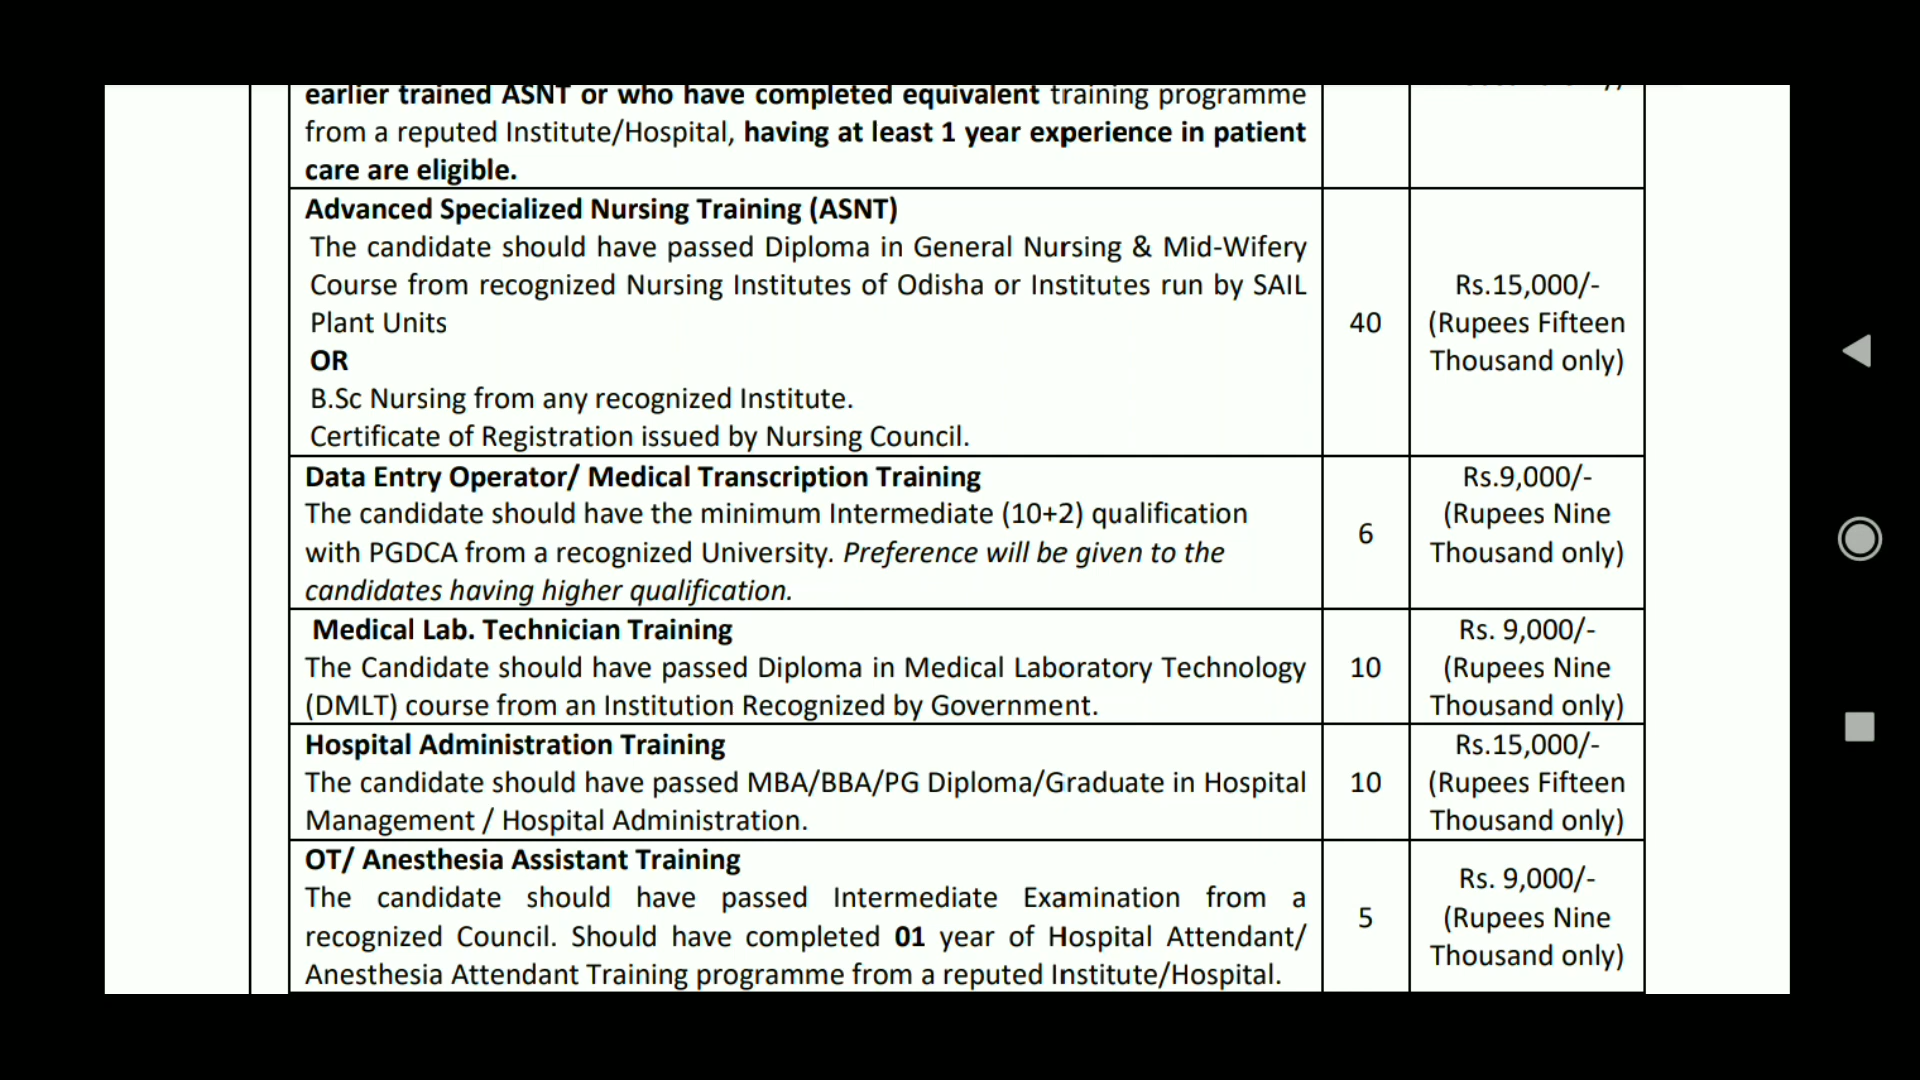 earlier trained ASNT or who have completed equivalent training programme
from a reputed Institute/Hospital, having at least 1 year experience in patient
care are eligible.
Advanced Specialized Nursing Training (ASNT)
The candidate should have passed Diploma in General Nursing & Mid-Wifery
Course from recognized Nursing Institutes of Odisha or Institutes run by SAIL
Plant Units
OR
B.Sc Nursing from any recognized Institute.
Certificate of Registration issued by Nursing Council.
40
Rs.15,000/-
(Rupees Fifteen
Thousand only)
Data Entry Operator/ Medical Transcription Training
The candidate should have the minimum Intermediate (10+2) qualification
with PGDCA from a recognized University. Preference will be given to the
candidates having higher qualification.
6
Rs.9,000/-
(Rupees Nine
Thousand only)
Medical Lab. Technician Training
The Candidate should have passed Diploma in Medical Laboratory Technology
(DMLT) course from an Institution Recognized by Government.
10
Rs. 9,000/-
(Rupees Nine
Thousand only)
Hospital Administration Training
The candidate should have passed MBA/BBA/PG Diploma/Graduate in Hospital
Management / Hospital Administration.
10
Rs.15,000/-
(Rupees Fifteen
Thousand only)
OT/ Anesthesia Assistant Training
The candidate should have passed Intermediate Examination from a
recognized Council. Should have completed 01 year of Hospital Attendant/
Anesthesia Attendant Training programme from a reputed Institute/Hospital.
5
Rs. 9,000/-
(Rupees Nine
Thousand only)